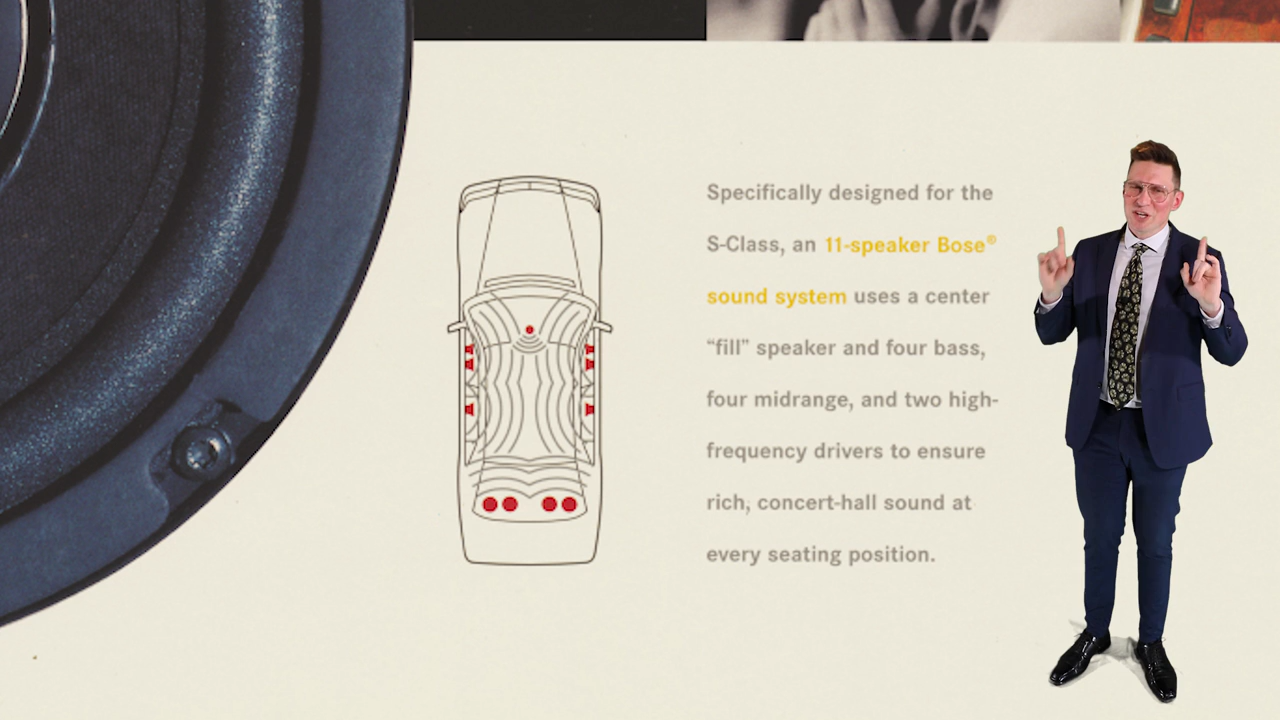 Specifically designed for the
S-Class, an 11-speaker Bose®
sound system uses a center
“fill” speaker and four bass,
four midrange, and two high-
frequency drivers to ensure
rich, concert-hall sound at
every seating position.